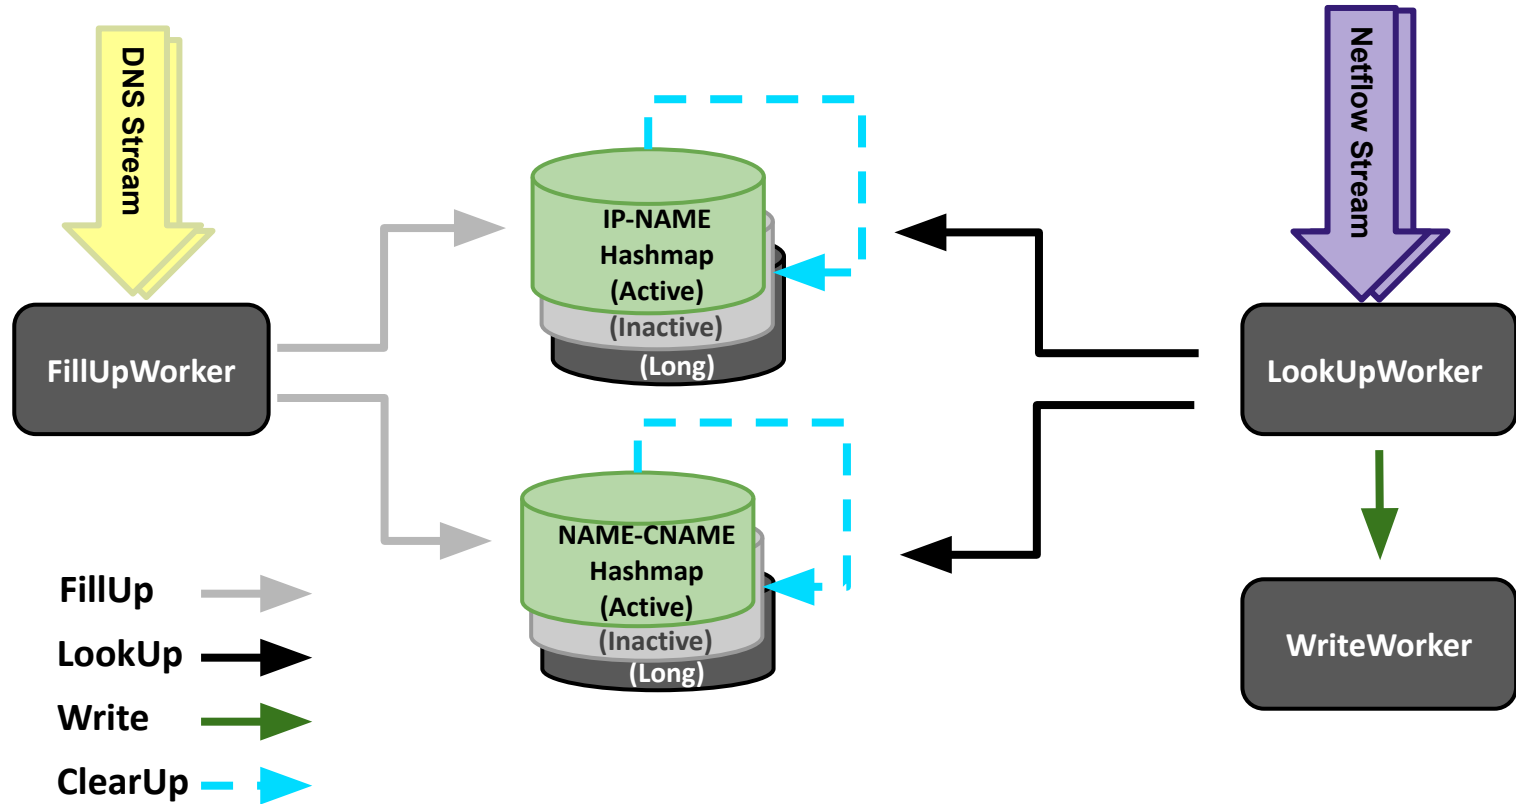 DNS Stream
Netflow Stream
IP-NAME
Hashmap
(Active)
(Inactive)
(Long)
FillUpWorker
LookUpWorker
NAME-CNAME
Hashmap
(Active)
(Inactive)
(Long)
WriteWorker
FillUp
LookUp
Write
ClearUp